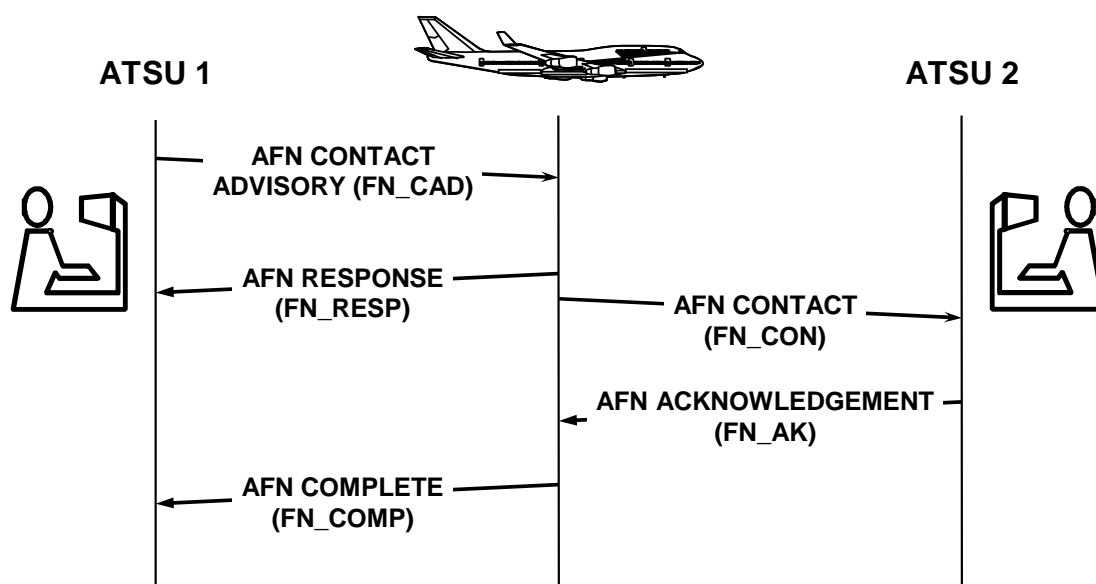 ATSU 1
ATSU 2
AFN CONTACT
ADVISORY (FN_CAD)
AFN RESPONSE
(FN_RESP)
AFN CONTACT
(FN_CON)
AFN ACKNOWLEDGEMENT
(FN_AK)
AFN COMPLETE
(FN_COMP)